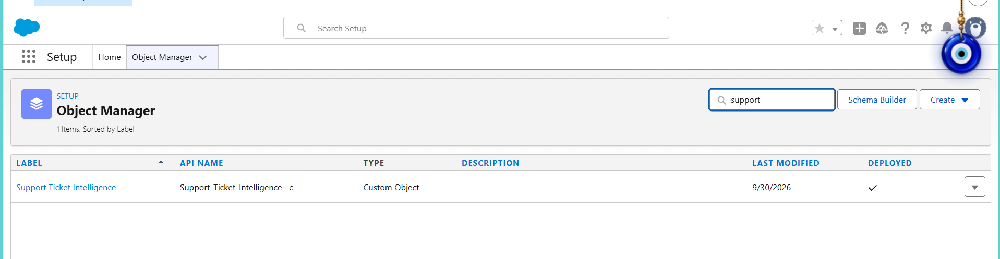 Search Setup
Setup
Home
Object Manager
SETUP
Object Manager
1 Items, Sorted by Label
support
Schema Builder
Create
LABEL
API NAME
TYPE
DESCRIPTION
LAST MODIFIED
DEPLOYED
Support Ticket Intelligence
Support_Ticket_Intelligence__c
Custom Object
9/30/2026